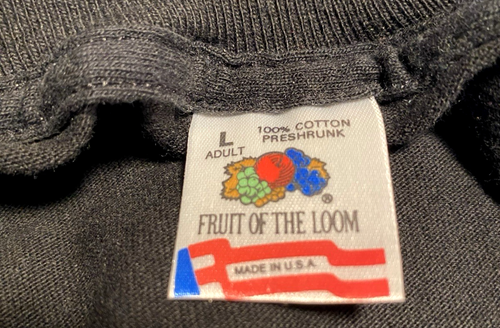 L
ADULT
100% COTTON
PRESHRUNK
®
FRUIT OF THE LOOM
MADE IN U.S.A.